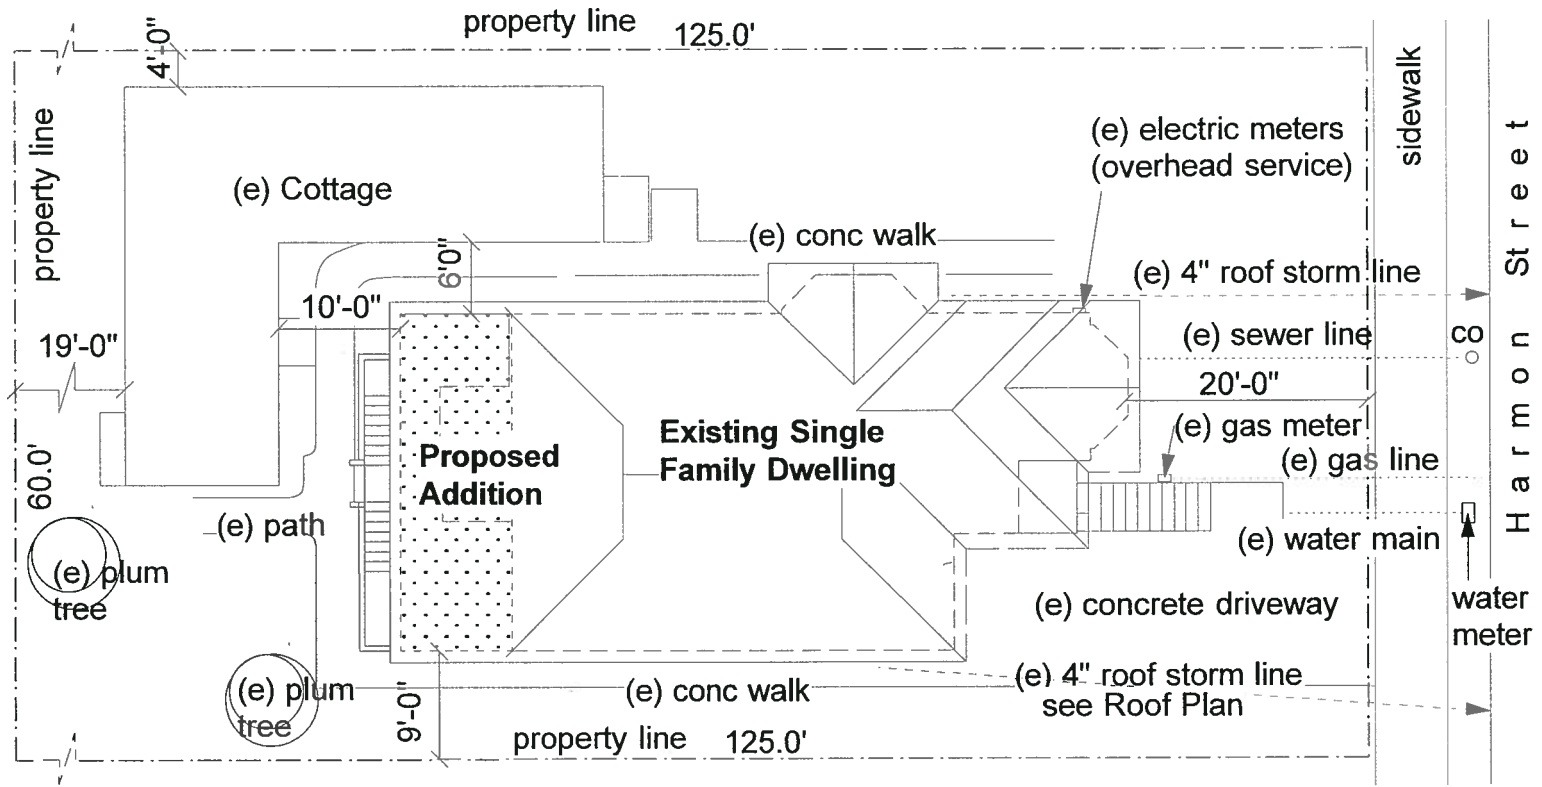 property line
125.0'
4'-0"
sidewalk
property line
(e) electric meters
(overhead service)
Harmon Street
(e) Cottage
(e) conc walk
6'0"
(e) 4" roof storm line
10'-0"
(e) sewer line
co
19'-0"
20'-0"
(e) gas meter
Existing Single
Family Dwelling
Proposed
Addition
(e) gas line
60.0'
(e) path
(e) water main
(e) plum
tree
(e) concrete driveway
water
meter
(e) 4" roof storm line
see Roof Plan
(e) plum
tree
(e) conc walk
9'-0"
property line
125.0'